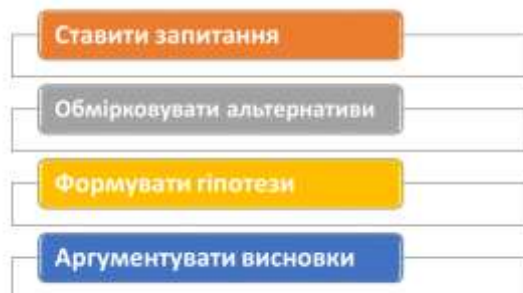 Ставити запитання
Обмірковувати альтернативи
Формувати гіпотези
Аргументувати висновки